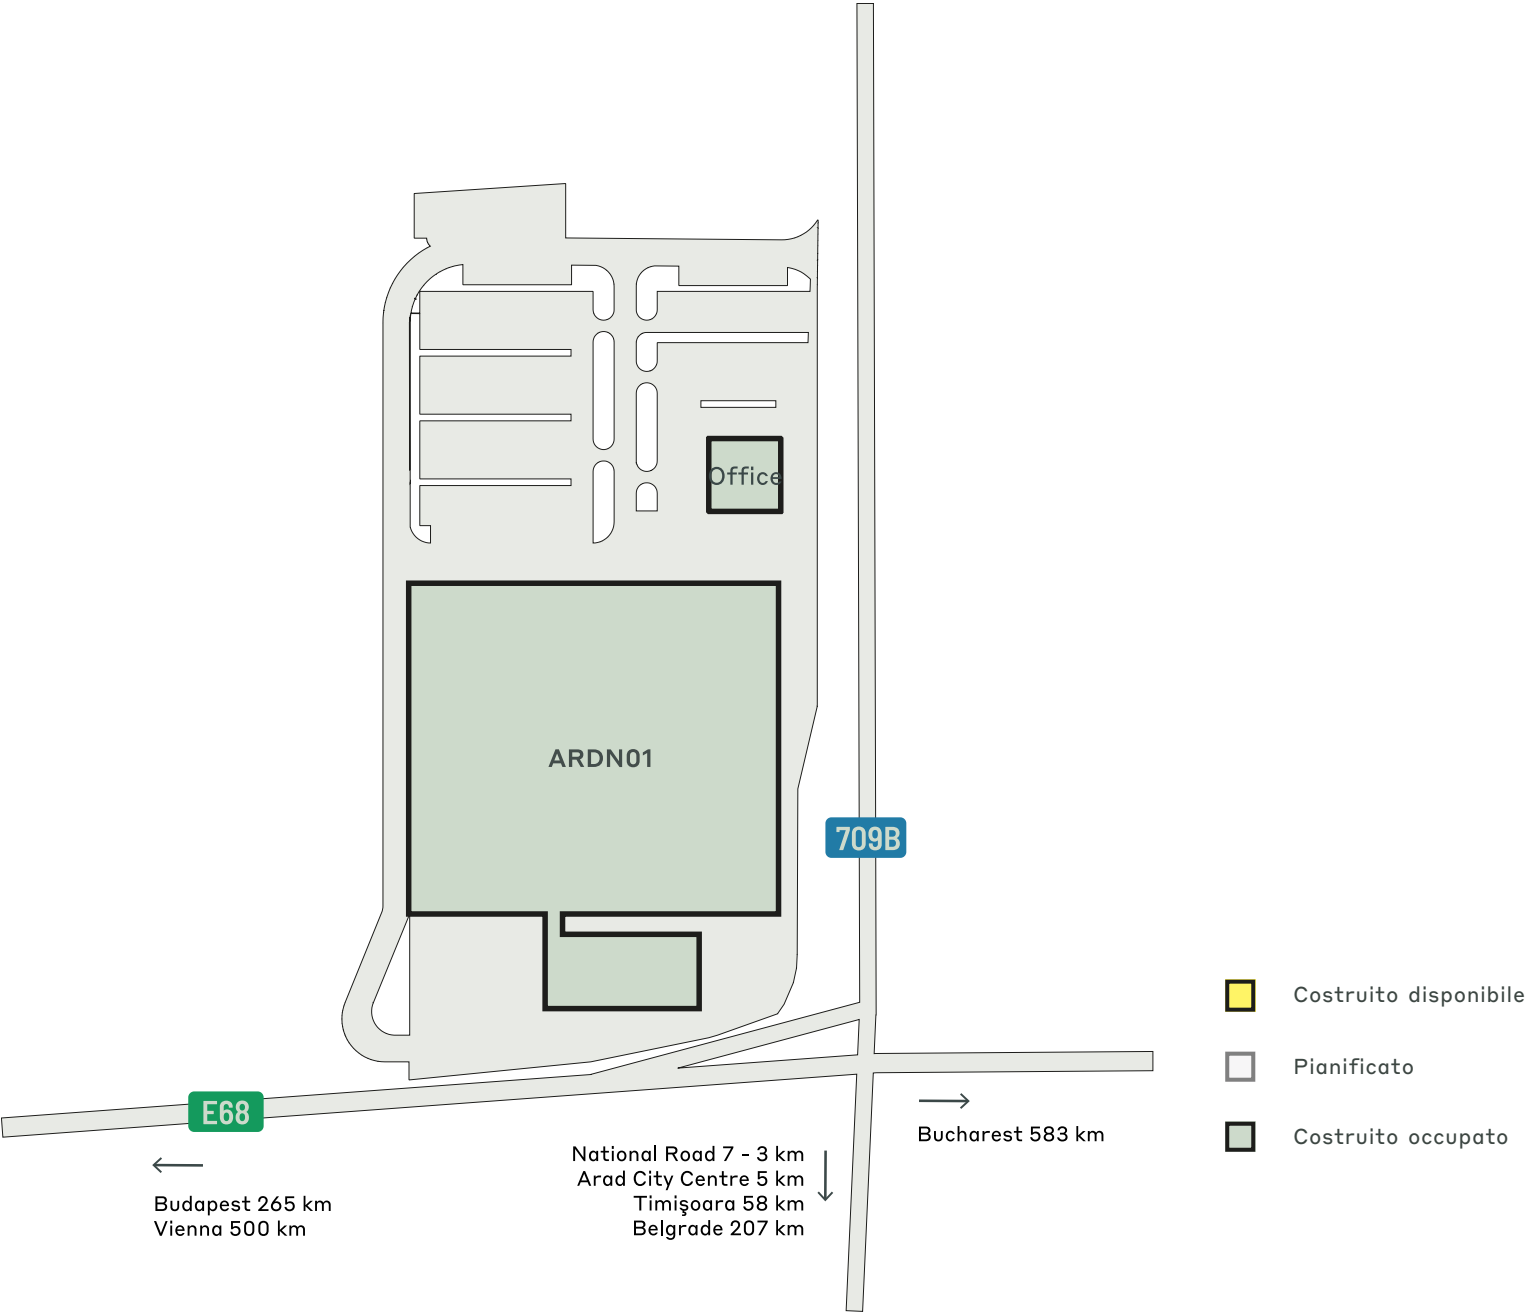 Office
ARDN01
709B
Costruito disponibile
Pianificato
Costruito occupato
E68
Bucharest 583 km
National Road 7 - 3 km
Arad City Centre 5 km
Timişoara 58 km
Belgrade 207 km
Budapest 265 km
Vienna 500 km